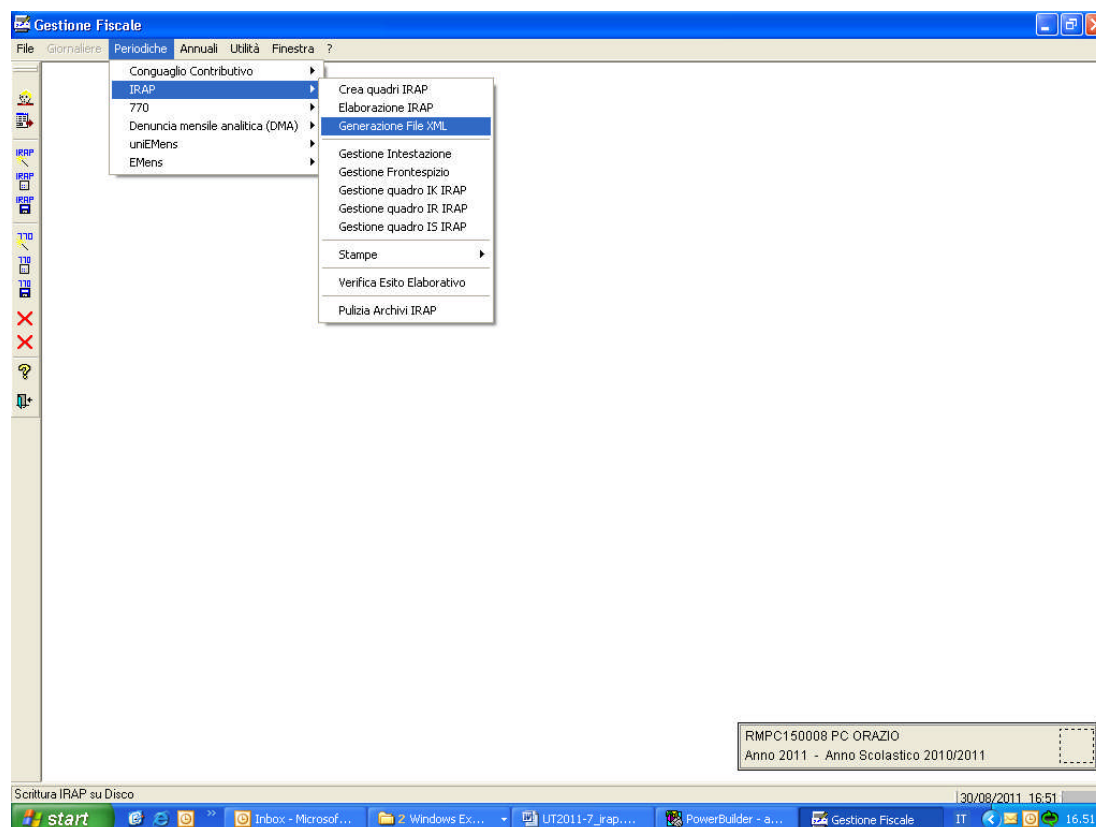 Gestione Fiscale
File Giornaliere Periodiche Annuali Utilità Finestra ?
Conguaglio Contributivo
IRAP
770
Denuncia mensile analitica (DMA)
uniEMens
EMens
Crea quadri IRAP
Elaborazione IRAP
Generazione File XML
Gestione Intestazione
Gestione Frontespizio
Gestione quadro IK IRAP
Gestione quadro IR IRAP
Gestione quadro IS IRAP
Stampe
Verifica Esito Elaborativo
Pulizia Archivi IRAP
IRAP
IRAP
IRAP
770
770
770
RMPC150008 PC ORAZIO
Anno 2011 - Anno Scolastico 2010/2011
Scrittura IRAP su Disco
30/08/2011 16:51
start
Inbox - Microsof...
2 Windows Ex...
UT2011-7_irap....
PowerBuilder - a...
Gestione Fiscale
IT
16.51